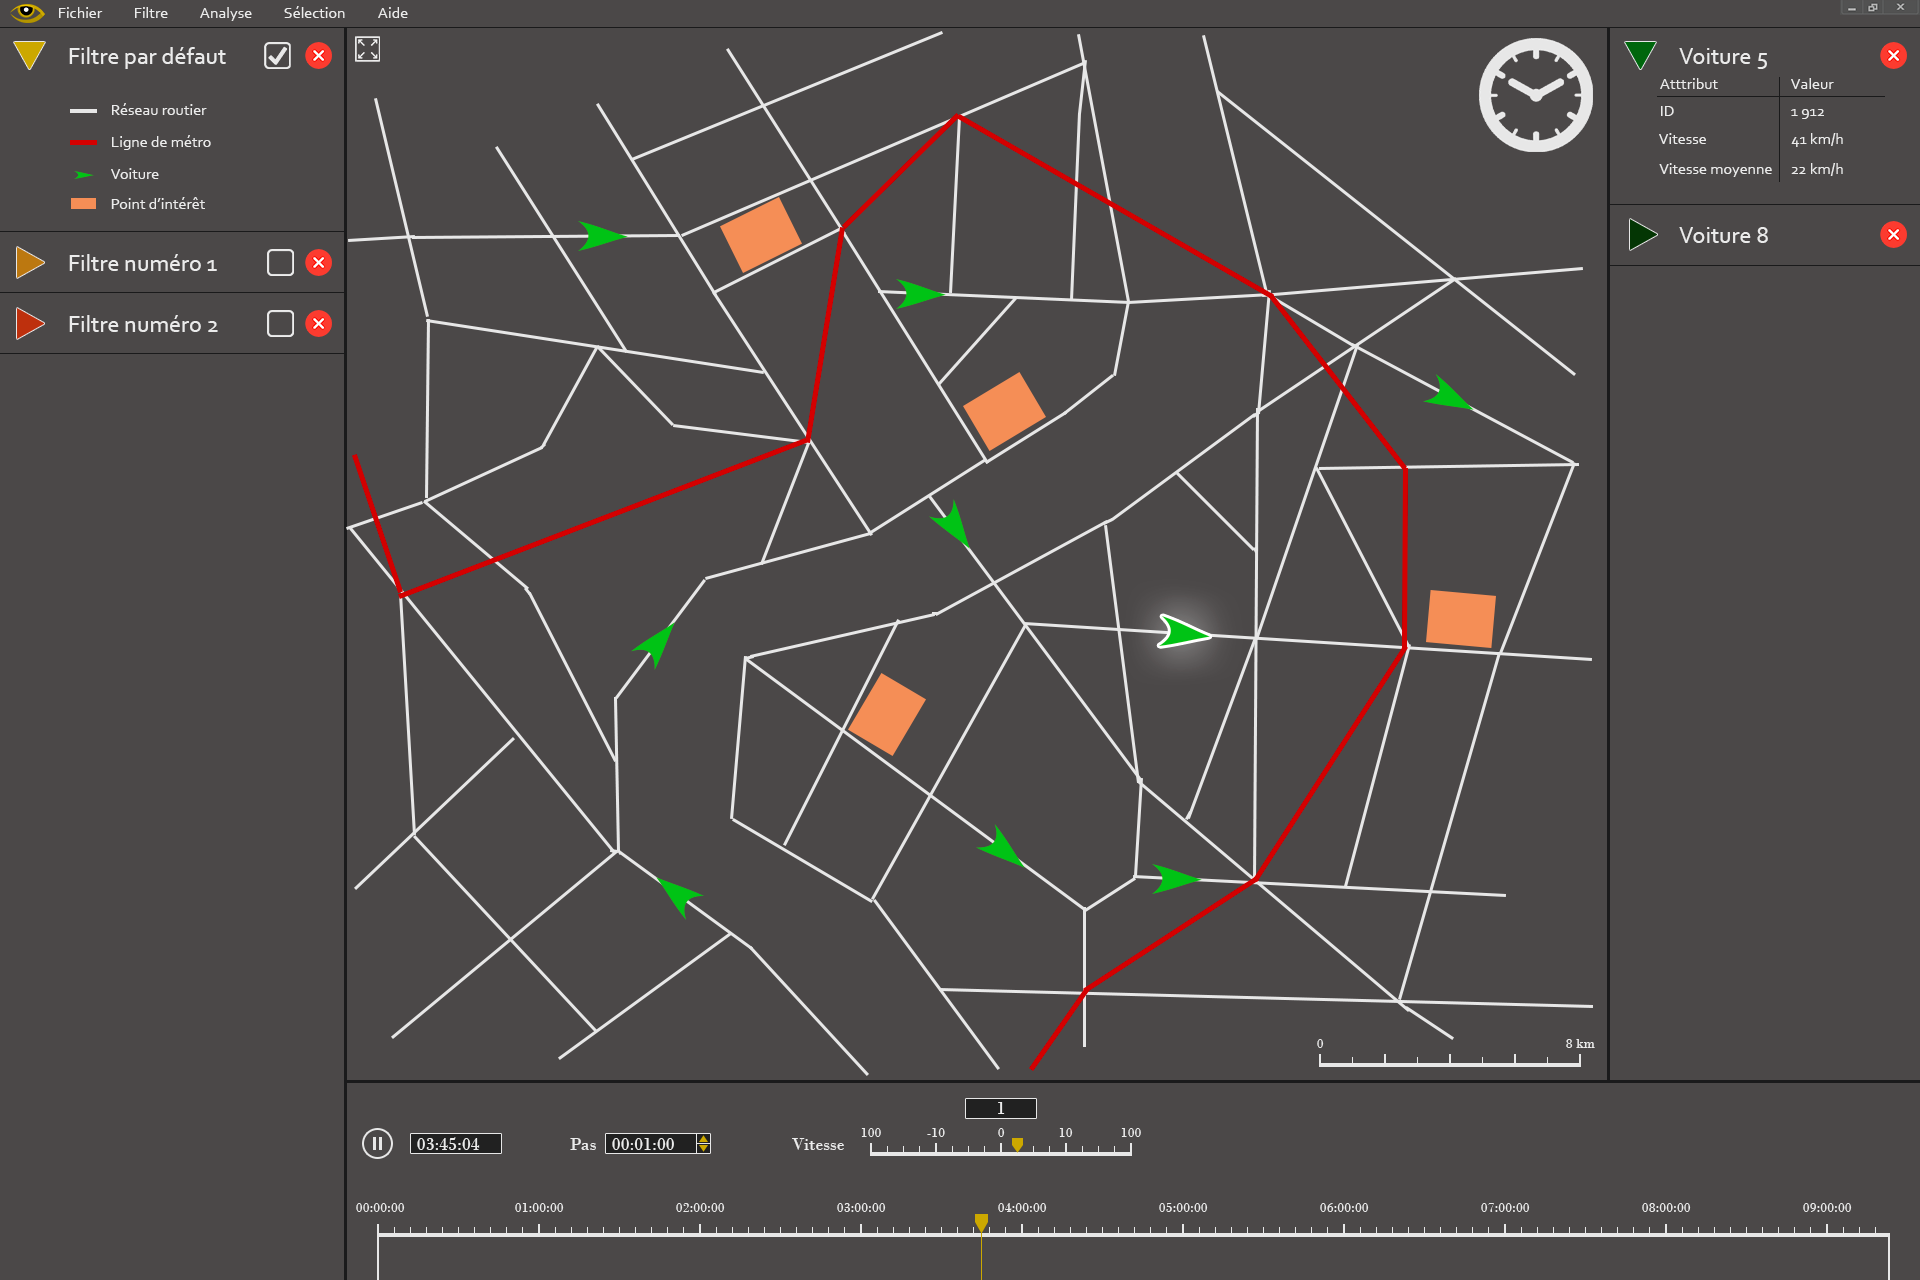 Fichier Filtre Analyse Sélection Aide
Filtre par défaut
Réseau routier
Ligne de métro
Voiture
Point d'intérêt
Filtre numéro 1
Filtre numéro 2
0 8 km
Voiture 5
Atttribut Valeur
ID 1 912
Vitesse 41 km/h
Vitesse moyenne 22 km/h
Voiture 8
1
03:45:04 Pas 00:01:00 Vitesse
100 -10 0 10 100
00:00:00 01:00:00 02:00:00 03:00:00 04:00:00 05:00:00 06:00:00 07:00:00 08:00:00 09:00:00